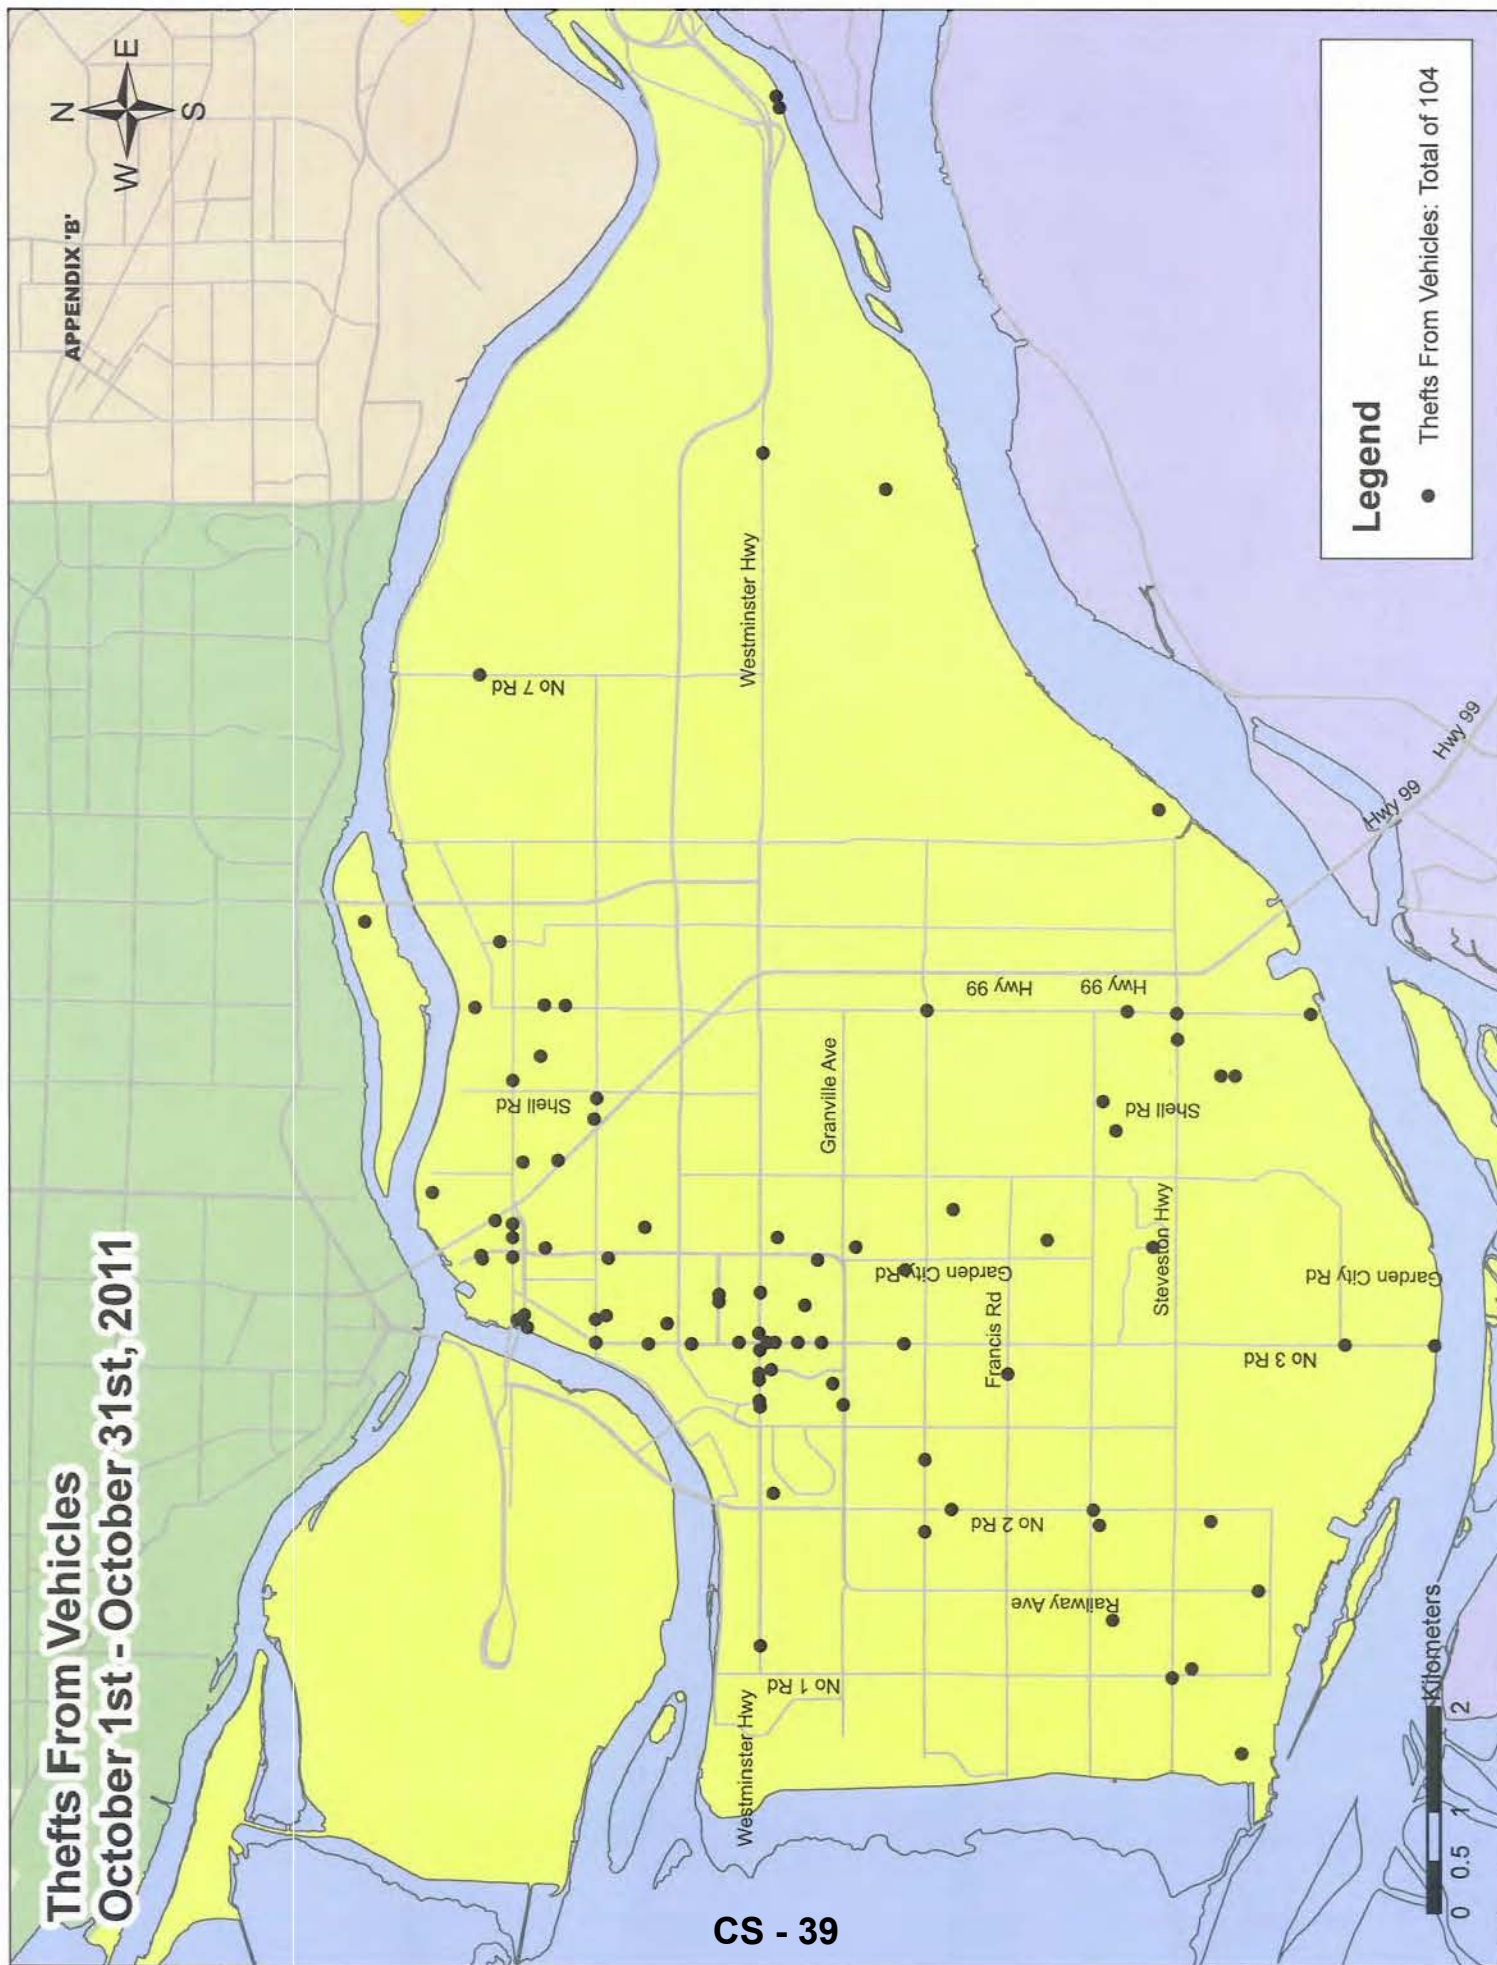 Thefts From Vehicles
October 1st - October 31st, 2011
APPENDIX 'B'
N
W
E
S
No 7 Rd
Westminster Hwy
Hwy 99
Hwy 99
Hwy 99
Hwy 99
Shell Rd
Granville Ave
Shell Rd
Garden City Rd
Francis Rd
Steveston Hwy
Garden City Rd
No 3 Rd
No 2 Rd
Railway Ave
No 1 Rd
Westminster Hwy
Legend
Thefts From Vehicles: Total of 104
Kilometers
0 0.5 1 2
CS - 39